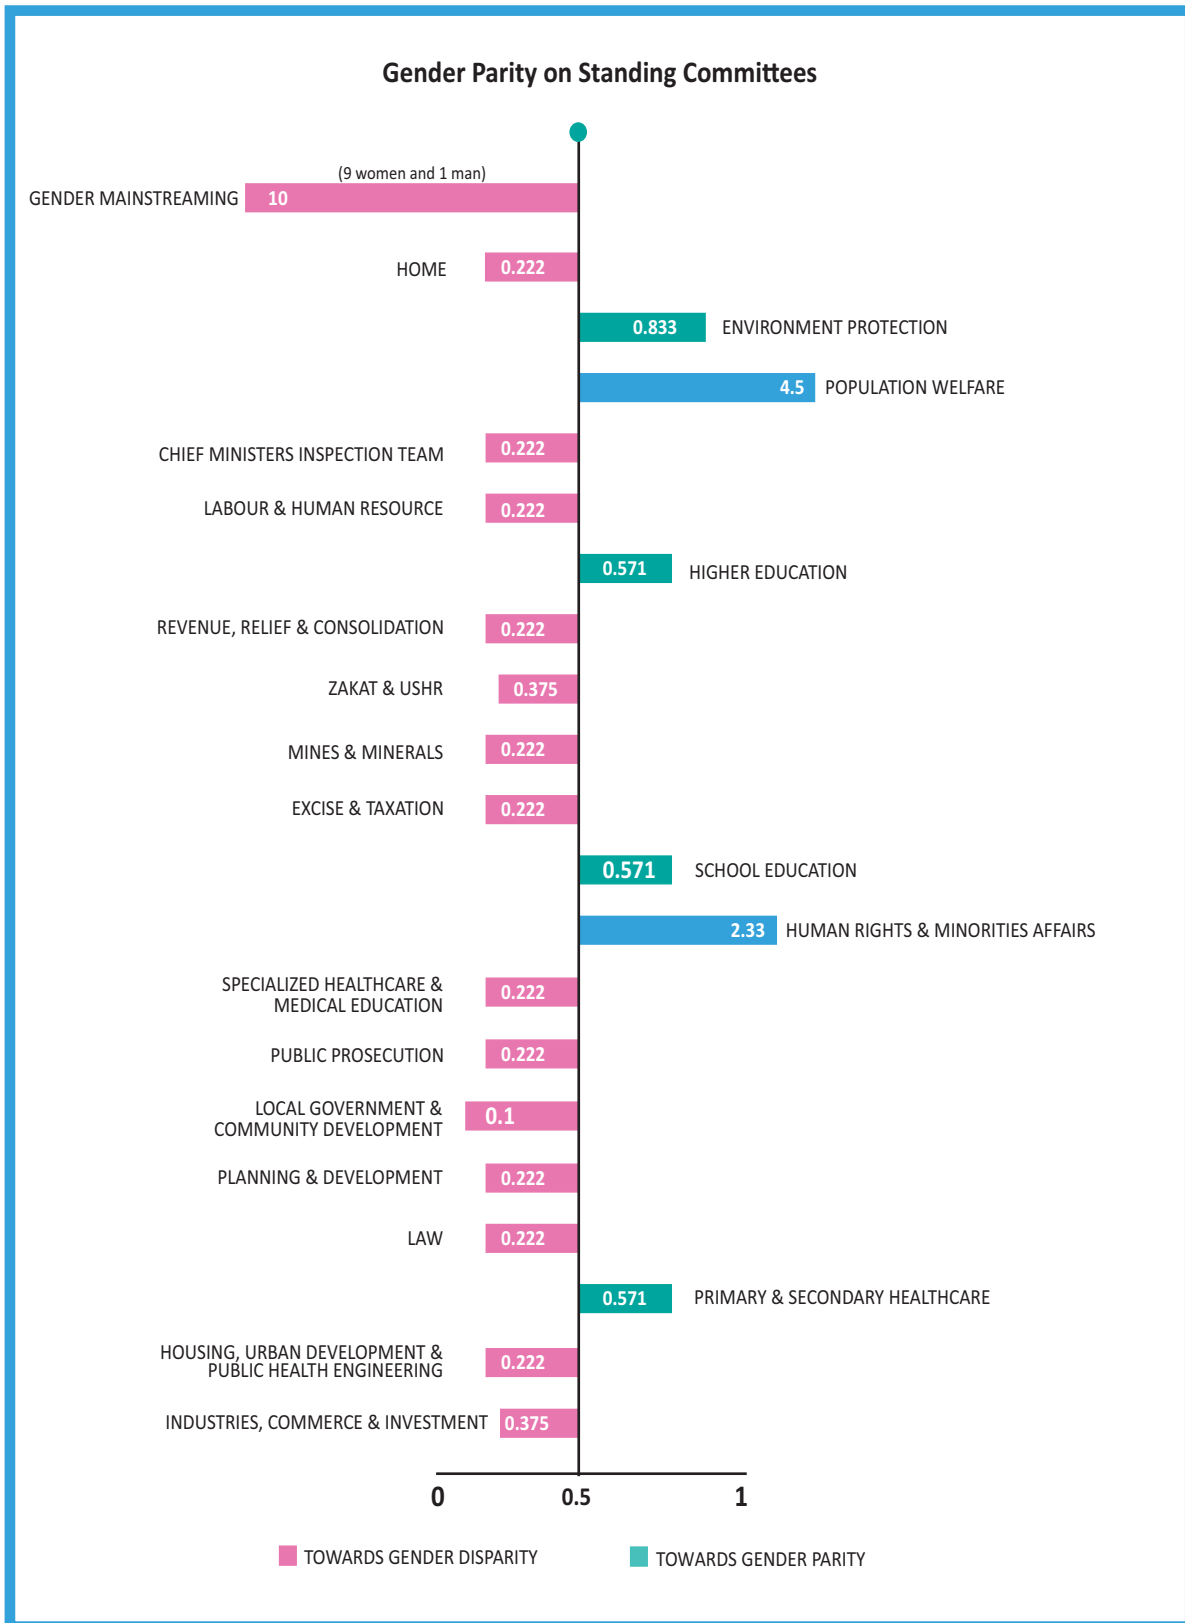 Gender Parity on Standing Committees
(9 women and 1 man)
GENDER MAINSTREAMING 10
HOME 0.222
0.833 ENVIRONMENT PROTECTION
4.5 POPULATION WELFARE
CHIEF MINISTERS INSPECTION TEAM 0.222
LABOUR & HUMAN RESOURCE 0.222
0.571 HIGHER EDUCATION
REVENUE, RELIEF & CONSOLIDATION 0.222
ZAKAT & USHR 0.375
MINES & MINERALS 0.222
EXCISE & TAXATION 0.222
0.571 SCHOOL EDUCATION
2.33 HUMAN RIGHTS & MINORITIES AFFAIRS
SPECIALIZED HEALTHCARE &
MEDICAL EDUCATION 0.222
PUBLIC PROSECUTION 0.222
LOCAL GOVERNMENT &
COMMUNITY DEVELOPMENT 0.1
PLANNING & DEVELOPMENT 0.222
LAW 0.222
0.571 PRIMARY & SECONDARY HEALTHCARE
HOUSING, URBAN DEVELOPMENT &
PUBLIC HEALTH ENGINEERING 0.222
INDUSTRIES, COMMERCE & INVESTMENT 0.375
0 0.5 1
TOWARDS GENDER DISPARITY TOWARDS GENDER PARITY